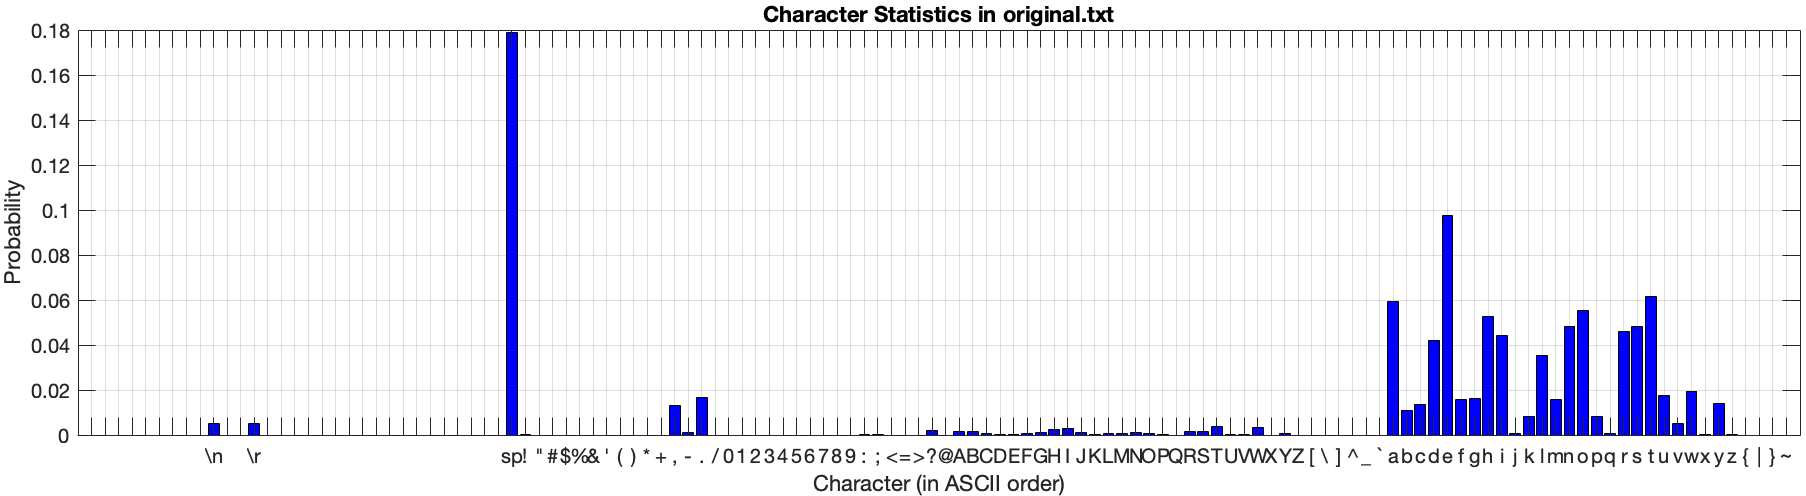 Character Statistics in original.txt
Probability
0.18
0.16
0.14
0.12
0.1
0.08
0.06
0.04
0.02
0
\n \r sp ! " # $ % & ' ( ) * + , - . / 0 1 2 3 4 5 6 7 8 9 : ; < = > ? @ A B C D E F G H I J K L M N O P Q R S T U V W X Y Z [ \ ] ^ _ ` a b c d e f g h i j k l m n o p q r s t u v w x y z { | } ~
Character (in ASCII order)